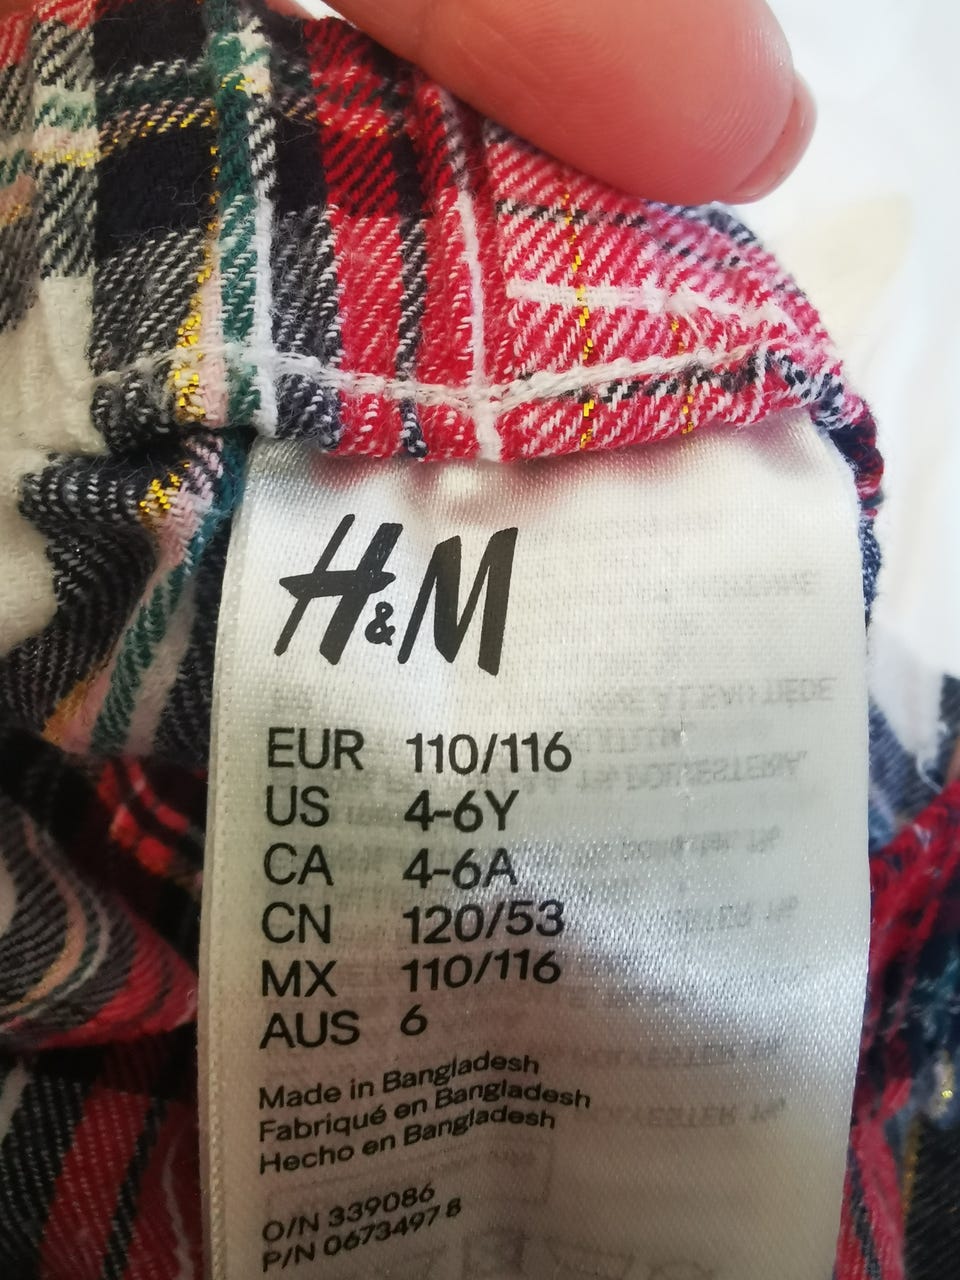 H&M
EUR 110/116
US 4-6Y
CA 4-6A
CN 120/53
MX 110/116
AUS 6
Made in Bangladesh
Fabriqué en Bangladesh
Hecho en Bangladesh
O/N 339086
P/N 0673497 8